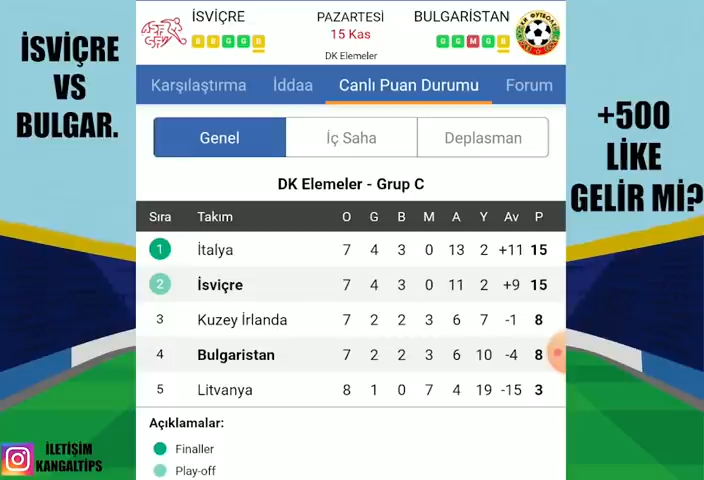 İSVİÇRE
VS
BULGAR.
İSVİÇRE
B B G G B
PAZARTESİ
15 Kas
DK Elemeler
BULGARİSTAN
G G M G B
Karşılaştırma İddaa Canlı Puan Durumu Forum
Genel İç Saha Deplasman
DK Elemeler - Grup C
Sıra Takım O G B M A Y Av P
1 İtalya 7 4 3 0 13 2 +11 15
2 İsviçre 7 4 3 0 11 2 +9 15
3 Kuzey İrlanda 7 2 2 3 6 7 -1 8
4 Bulgaristan 7 2 2 3 6 10 -4 8
5 Litvanya 8 1 0 7 4 19 -15 3
Açıklamalar:
Finaller
Play-off
+500
LİKE
GELİR Mİ?
İLETİŞİM
KANGALTİPS